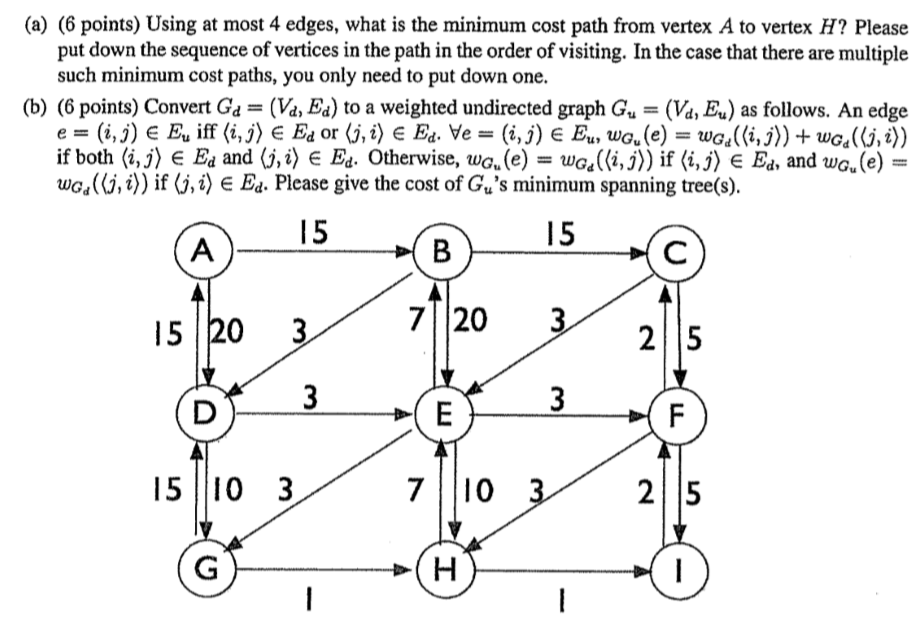 (a) (6 points) Using at most 4 edges, what is the minimum cost path from vertex A to vertex H? Please
put down the sequence of vertices in the path in the order of visiting. In the case that there are multiple
such minimum cost paths, you only need to put down one.
(b) (6 points) Convert G_d = (V_d, E_d) to a weighted undirected graph G_u = (V_d, E_u) as follows. An edge
e = (i, j) ∈ E_u iff ⟨i, j⟩ ∈ E_d or ⟨j, i⟩ ∈ E_d. ∀e = (i, j) ∈ E_u, w_{G_u}(e) = w_{G_d}(⟨i, j⟩) + w_{G_d}(⟨j, i⟩)
if both ⟨i, j⟩ ∈ E_d and ⟨j, i⟩ ∈ E_d. Otherwise, w_{G_u}(e) = w_{G_d}(⟨i, j⟩) if ⟨i, j⟩ ∈ E_d, and w_{G_u}(e) =
w_{G_d}(⟨j, i⟩) if ⟨j, i⟩ ∈ E_d. Please give the cost of G_u's minimum spanning tree(s).
15 15
A B C
15 20 3 7 20 3 2 5
3 3
D E F
15 10 3 7 10 3 2 5
G H I
1 1